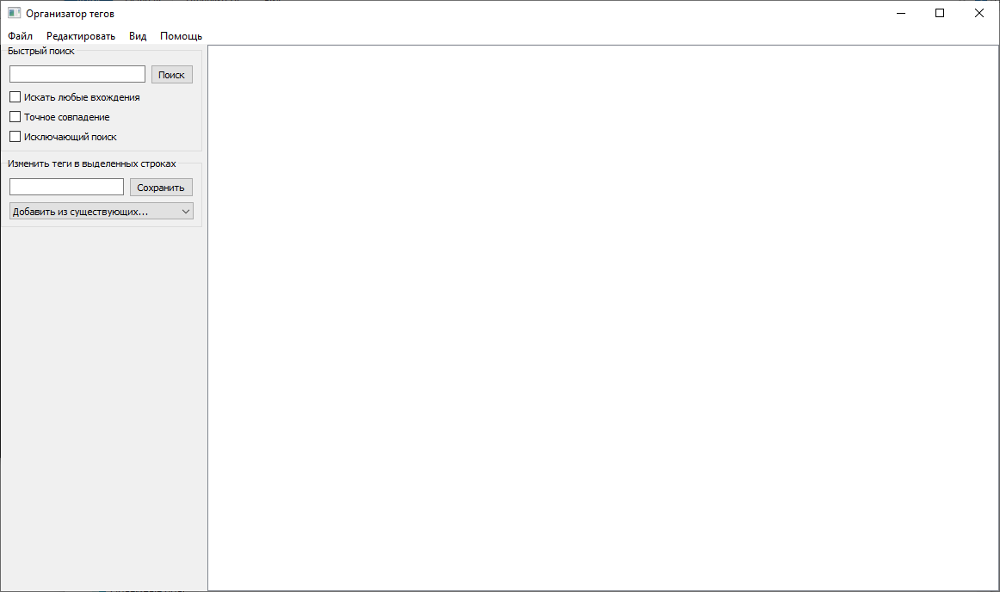 Организатор тегов
Файл Редактировать Вид Помощь
Быстрый поиск
Поиск
Искать любые вхождения
Точное совпадение
Исключающий поиск
Изменить теги в выделенных строках
Сохранить
Добавить из существующих...